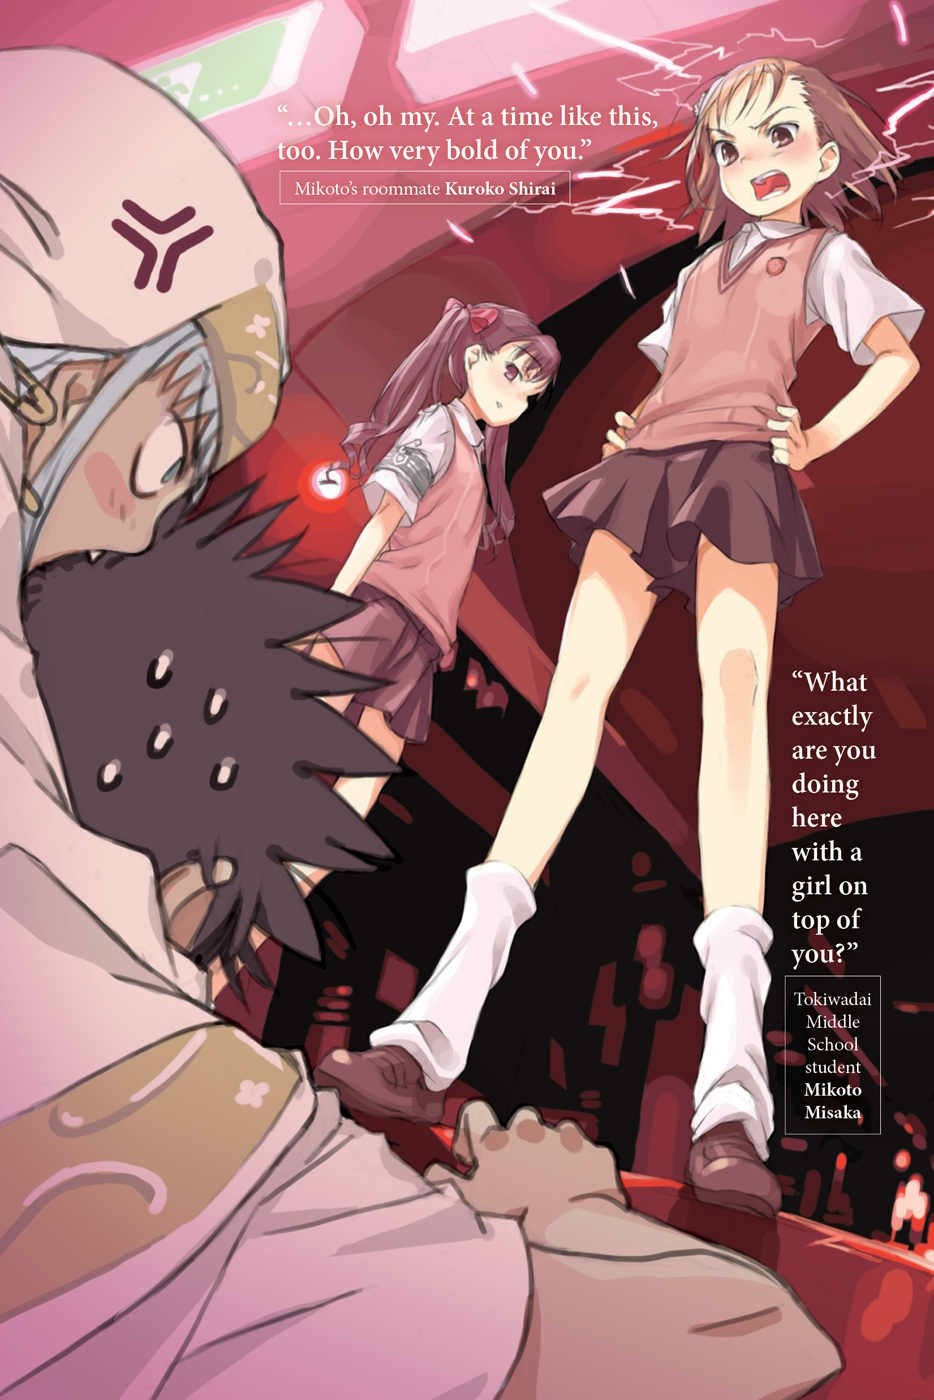 “…Oh, oh my. At a time like this,
too. How very bold of you.”
Mikoto’s roommate Kuroko Shirai
“What
exactly
are you
doing
here
with a
girl on
top of
you?”
Tokiwadai
Middle
School
student
Mikoto
Misaka